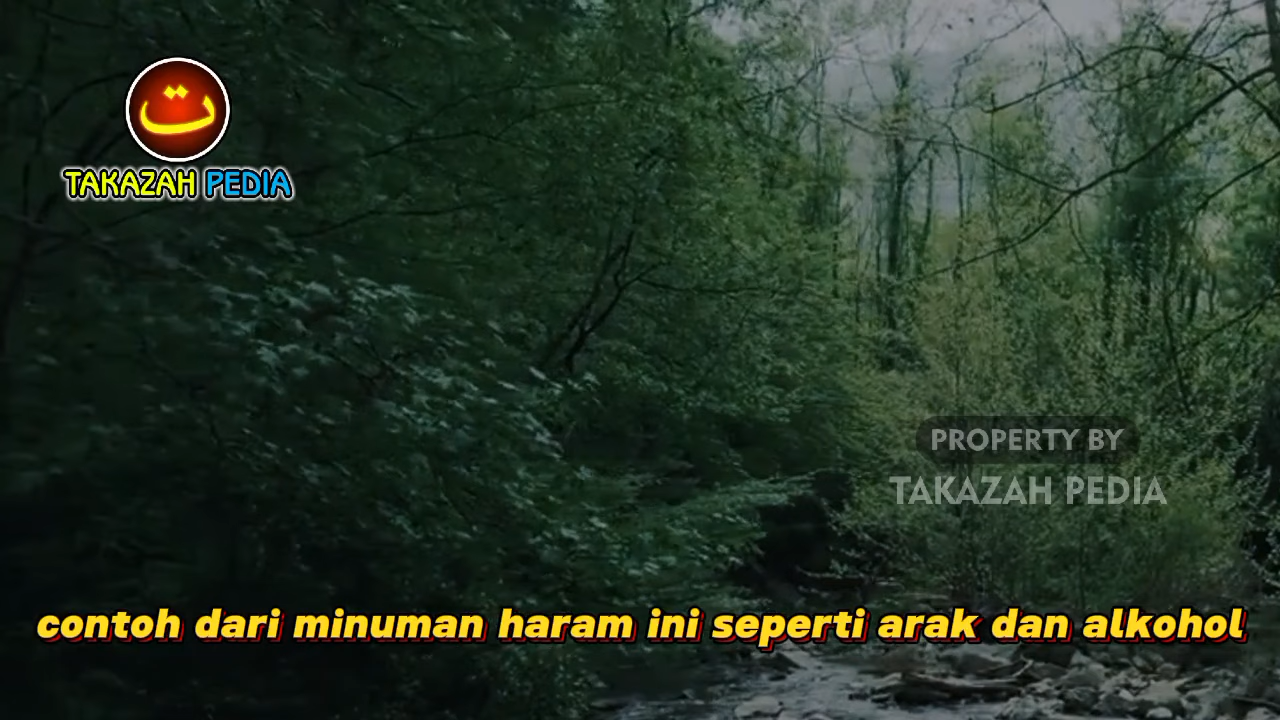 ت
TAKAZAH PEDIA
PROPERTY BY
TAKAZAH PEDIA
contoh dari minuman haram ini seperti arak dan alkohol